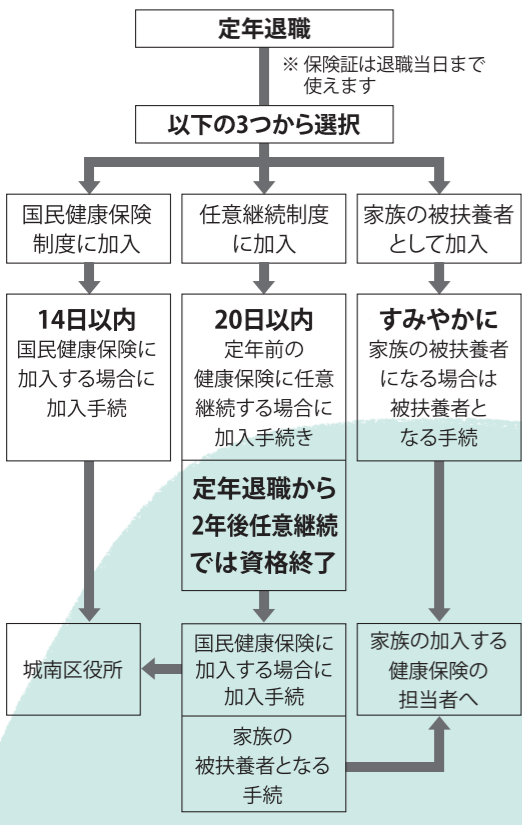 定年退職
※ 保険証は退職当日まで
使えます
以下の3つから選択
国民健康保険
制度に加入
任意継続制度
に加入
家族の被扶養者
として加入
14日以内
国民健康保険に
加入する場合に
加入手続
20日以内
定年前の
健康保険に任意
継続する場合に
加入手続き
すみやかに
家族の被扶養者
になる場合は
被扶養者と
なる手続
定年退職から
2年後任意継続
では資格終了
城南区役所
国民健康保険に
加入する場合に
加入手続
家族の加入する
健康保険の
担当者へ
家族の
被扶養者となる
手続